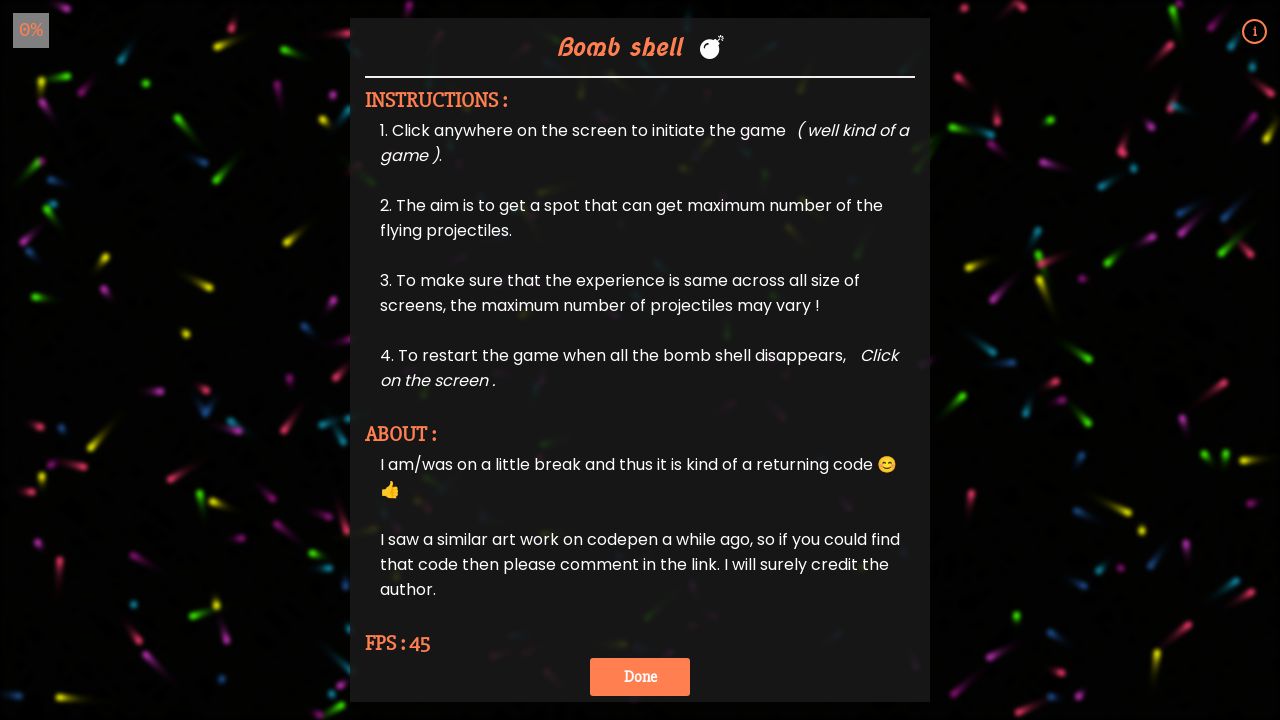 0%
i
Bomb shell 💣
INSTRUCTIONS :
1. Click anywhere on the screen to initiate the game ( well kind of a
game ).
2. The aim is to get a spot that can get maximum number of the
flying projectiles.
3. To make sure that the experience is same across all size of
screens, the maximum number of projectiles may vary !
4. To restart the game when all the bomb shell disappears, Click
on the screen .
ABOUT :
I am/was on a little break and thus it is kind of a returning code 😊
👍
I saw a similar art work on codepen a while ago, so if you could find
that code then please comment in the link. I will surely credit the
author.
FPS : 45
Done